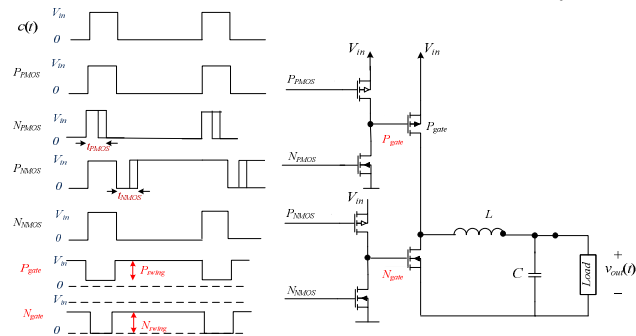 c(t) V_in
0
P_PMOS V_in
0
N_PMOS V_in
0
t_PMOS
P_NMOS V_in
0
t_NMOS
N_NMOS V_in
0
P_gate V_in
P_swing
0
V_in
N_gate
N_swing
0
V_in V_in
P_PMOS
P_gate P_gate
N_PMOS
V_in
P_NMOS
L
N_gate
C
Load
+
v_out(t)
−
N_NMOS